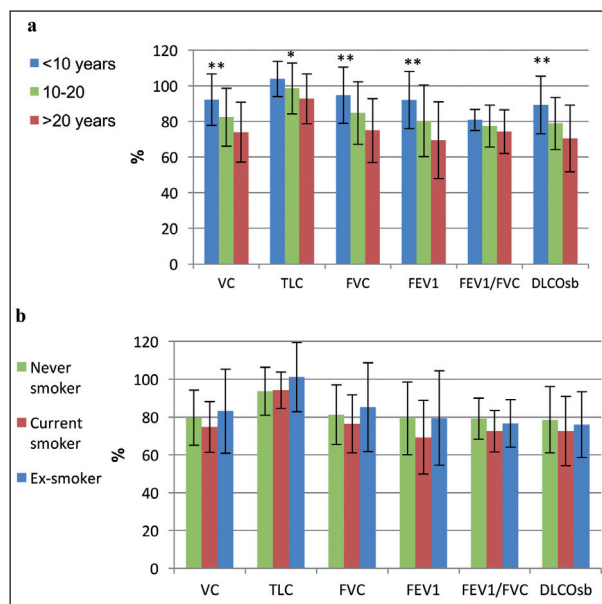 a
<10 years
10-20
>20 years
120
100
80
60
40
20
0
%
**
*
**
**
**
VC
TLC
FVC
FEV1
FEV1/FVC
DLCOsb
b
Never
smoker
Current
smoker
Ex-smoker
120
100
80
60
40
20
0
%
VC
TLC
FVC
FEV1
FEV1/FVC
DLCOsb